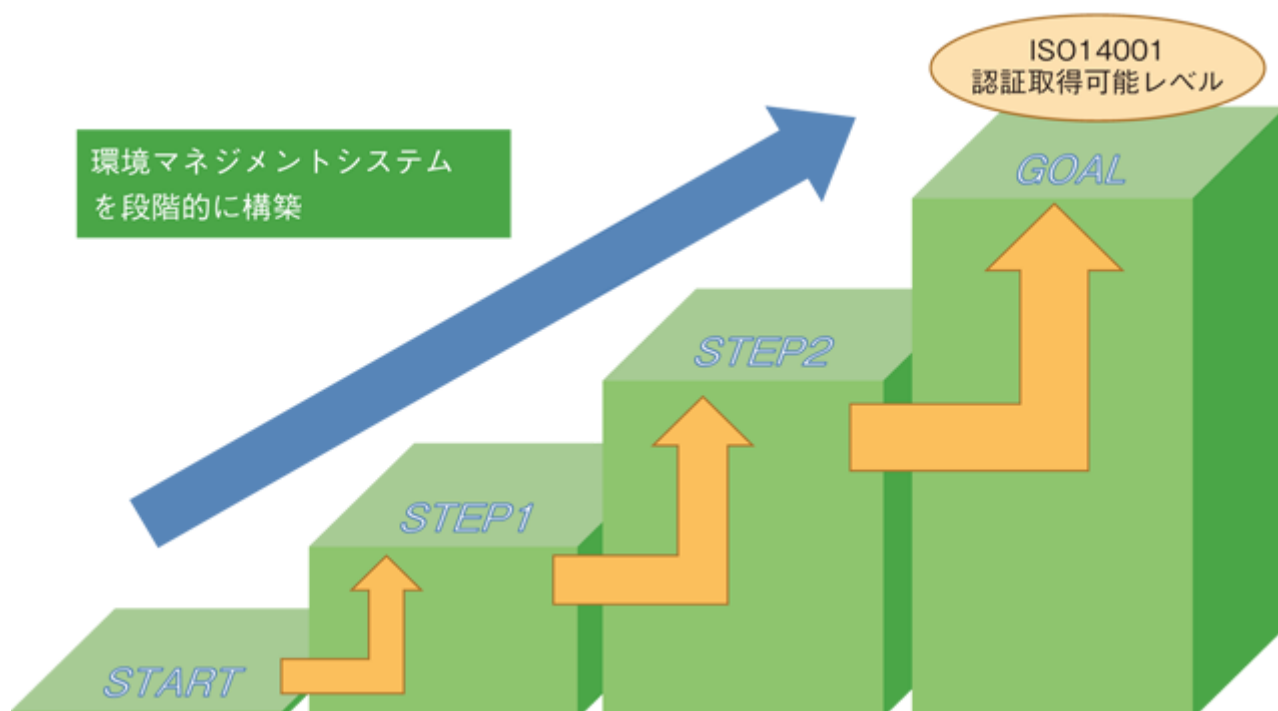 ISO14001
認証取得可能レベル
環境マネジメントシステム
を段階的に構築
GOAL
STEP2
STEP1
START